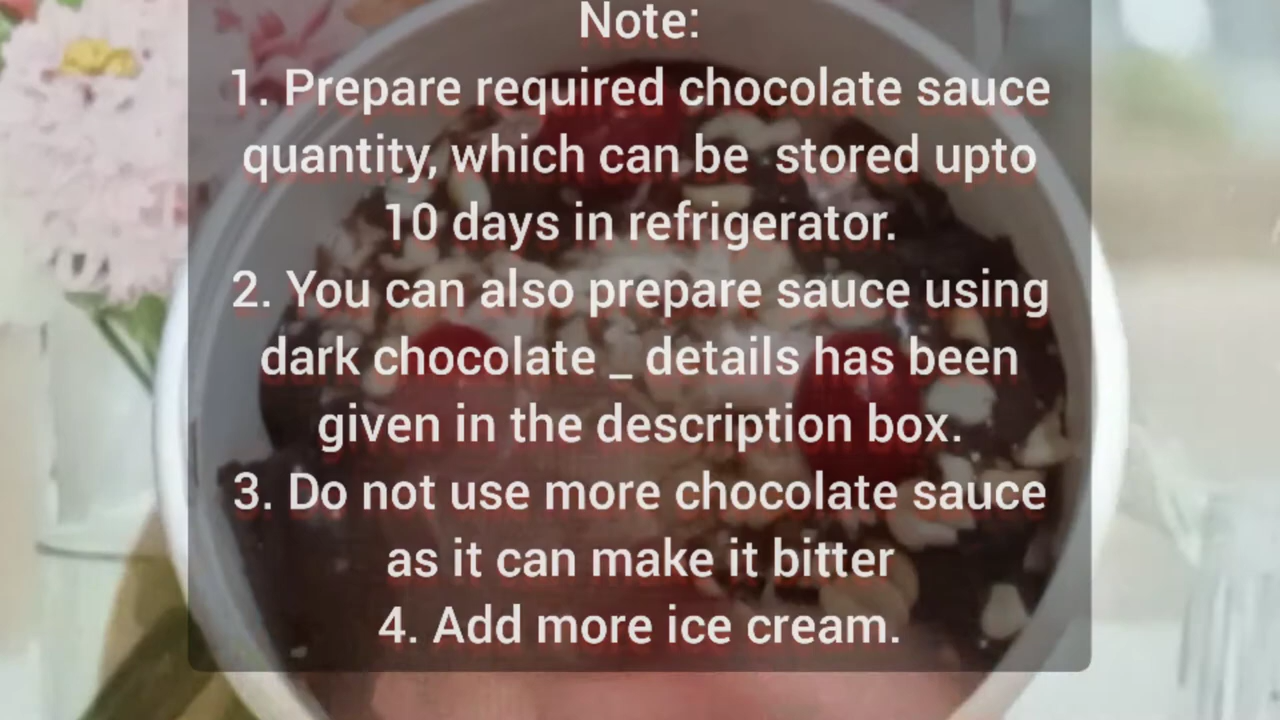 Note:
1. Prepare required chocolate sauce
quantity, which can be  stored upto
10 days in refrigerator.
2. You can also prepare sauce using
dark chocolate _ details has been
given in the description box.
3. Do not use more chocolate sauce
as it can make it bitter
4. Add more ice cream.